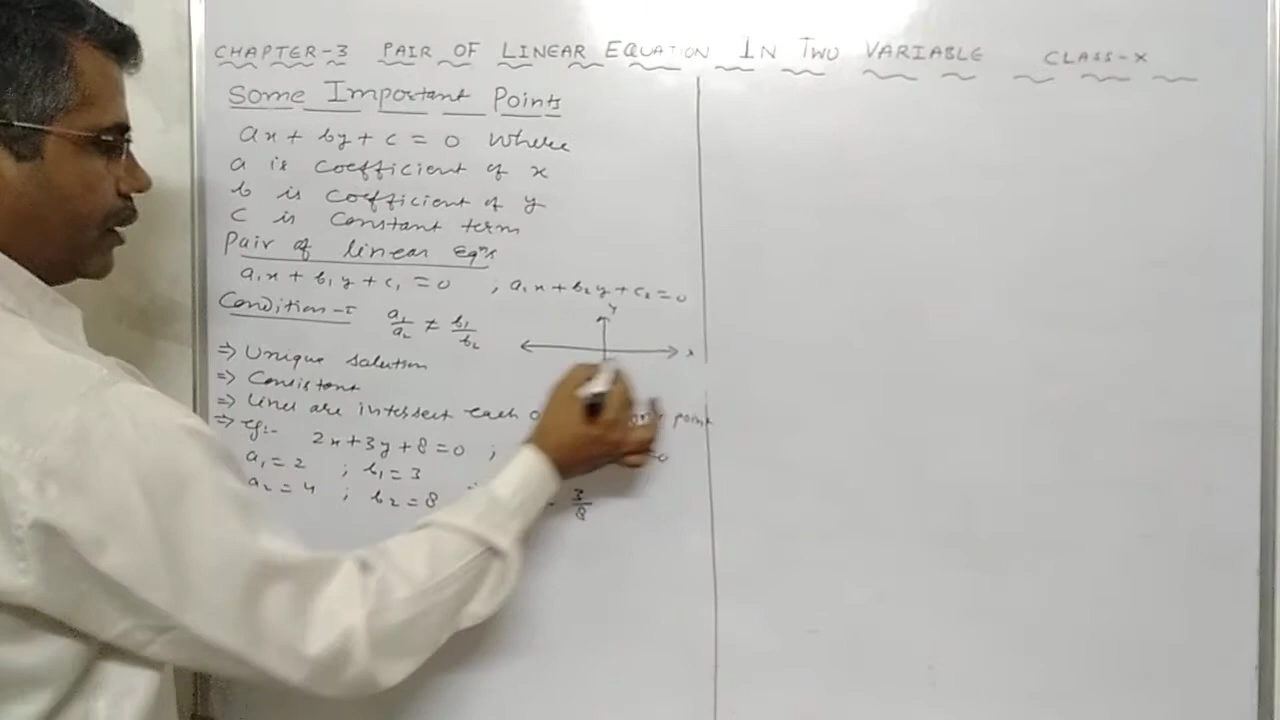 CHAPTER-3 PAIR OF LINEAR EQUATION IN TWO VARIABLE CLASS-X
Some Important Points
ax + by + c = 0 where
a is coefficient of x
b is coefficient of y
C is Constant term
Pair of linear Eqns
a₁x + b₁y + c₁ = 0 ; a₁x + b₂y + c₂ = 0
Condition-I a₁/a₂ ≠ b₁/b₂
y
x
⇒ Unique Solution
⇒ Consistant
⇒ Lines are intersect each point
⇒ eg:- 2x + 3y + 8 = 0 ;
a₁ = 2 ; b₁ = 3
a₂ = 4 ; b₂ = 8 3/8